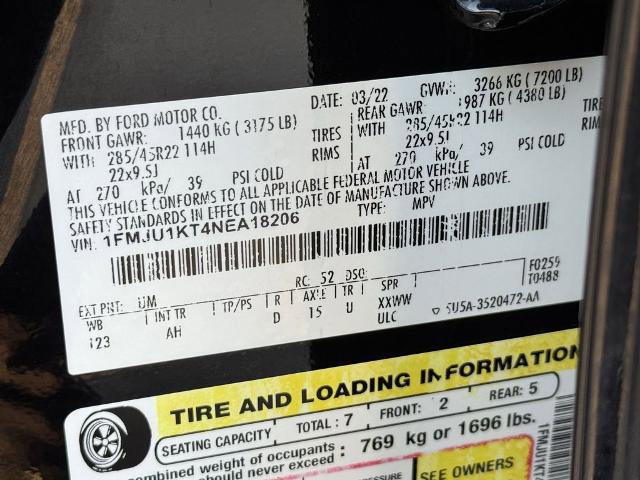 MFD. BY FORD MOTOR CO.
DATE: 03/22 GVWR: 3266 KG (7200 LB)
FRONT GAWR: 1440 KG (3175 LB)
REAR GAWR: 1987 KG (4380 LB)
WITH 285/45R22 114H TIRES
WITH 285/45R22 114H
22x9.5J RIMS
22x9.5J
AT 270 kPa/ 39 PSI COLD
AT 270 kPa/ 39 PSI COLD
THIS VEHICLE CONFORMS TO ALL APPLICABLE FEDERAL MOTOR VEHICLE
SAFETY STANDARDS IN EFFECT ON THE DATE OF MANUFACTURE SHOWN ABOVE.
VIN: 1FMJU1KT4NEA18206 TYPE: MPV
EXT PNT: UM RC: 52 DSO: F0259
WB INT TR TP/PS R AXLE TR SPR T0488
123 AH D 15 U XXWW
ULC 5U5A-3520472-AA
TIRE AND LOADING INFORMATION
SEATING CAPACITY TOTAL: 7 FRONT: 2 REAR: 5
combined weight of occupants
should never exceed : 769 kg or 1696 lbs.
SEE OWNERS